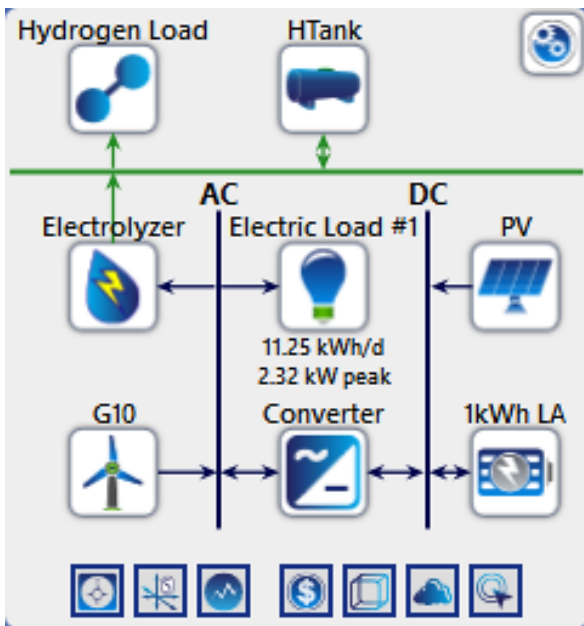 Hydrogen Load
HTank
AC
DC
Electrolyzer
Electric Load #1
PV
11.25 kWh/d
2.32 kW peak
G10
Converter
1kWh LA